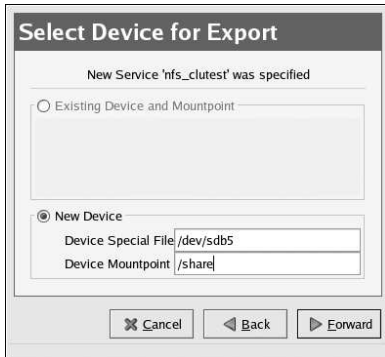 Select Device for Export
New Service 'nfs_clutest' was specified
Existing Device and Mountpoint
New Device
Device Special File /dev/sdb5
Device Mountpoint /share
Cancel Back Forward